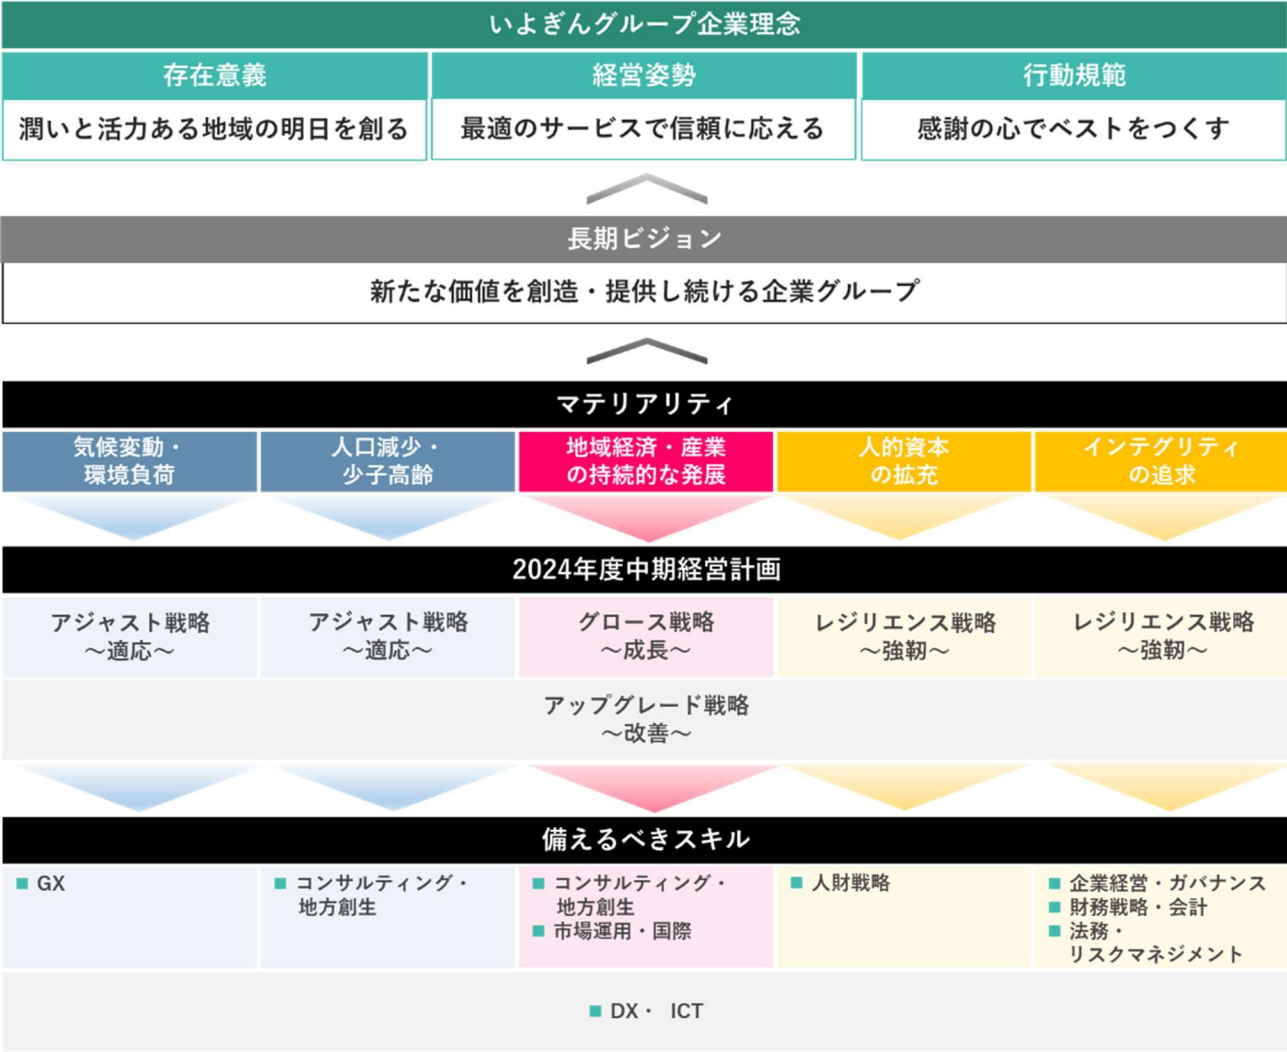 いよぎんグループ企業理念
存在意義
経営姿勢
行動規範
潤いと活力ある地域の明日を創る
最適のサービスで信頼に応える
感謝の心でベストをつくす
長期ビジョン
新たな価値を創造・提供し続ける企業グループ
マテリアリティ
気候変動・
環境負荷
人口減少・
少子高齢
地域経済・産業
の持続的な発展
人的資本
の拡充
インテグリティ
の追求
2024年度中期経営計画
アジャスト戦略
～適応～
アジャスト戦略
～適応～
グロース戦略
～成長～
レジリエンス戦略
～強靭～
レジリエンス戦略
～強靭～
アップグレード戦略
～改善～
備えるべきスキル
■ GX
■ コンサルティング・
地方創生
■ コンサルティング・
地方創生
■ 市場運用・国際
■ 人財戦略
■ 企業経営・ガバナンス
■ 財務戦略・会計
■ 法務・
リスクマネジメント
■ DX・ ICT